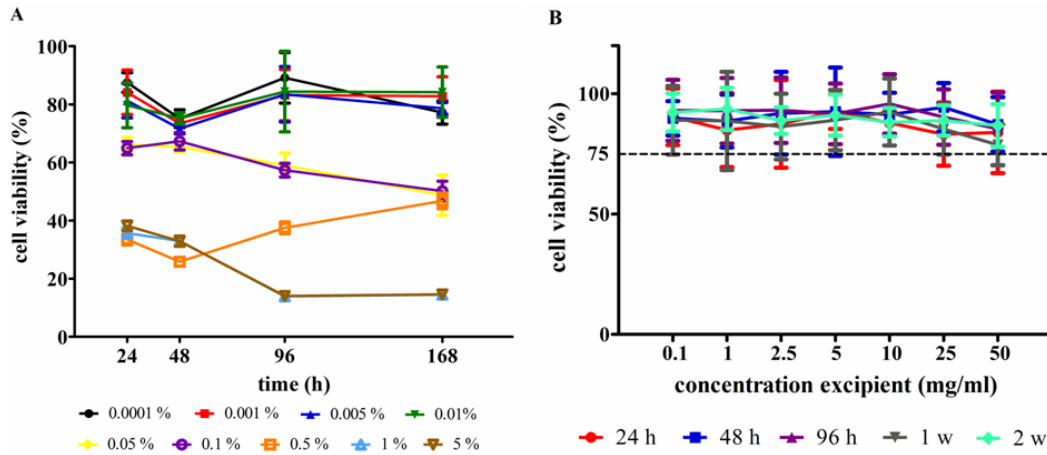 A
cell viability (%)
100
80
60
40
20
0
24 48 96 168
time (h)
0.0001 % 0.001 % 0.005 % 0.01%
0.05 % 0.1 % 0.5 % 1 % 5 %
B
cell viability (%)
100
75
50
0
0.1 1 2.5 5 10 25 50
concentration excipient (mg/ml)
24 h 48 h 96 h 1 w 2 w